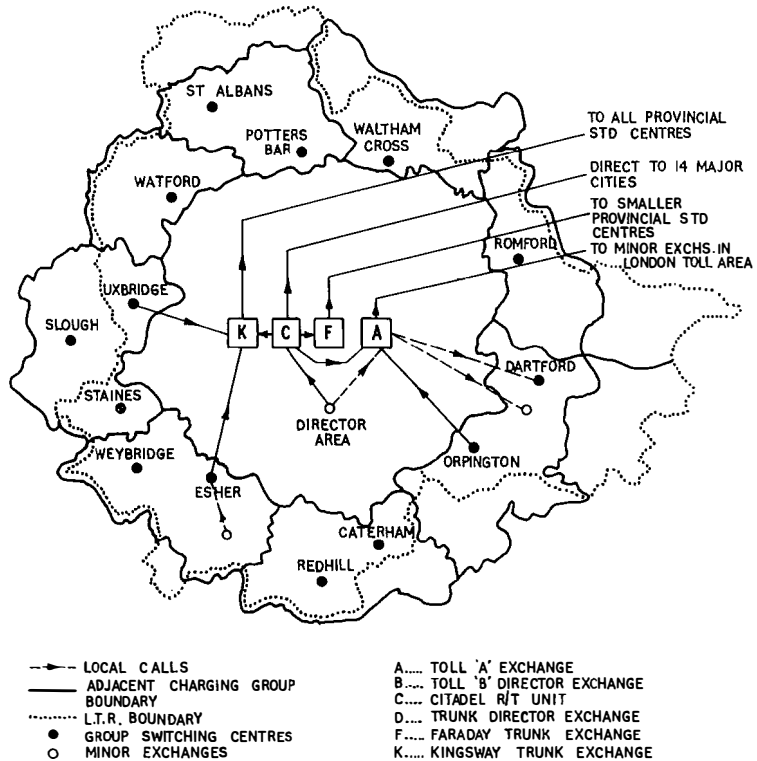 ST ALBANS
POTTERS
BAR
WALTHAM
CROSS
TO ALL PROVINCIAL
STD CENTRES
DIRECT TO 14 MAJOR
CITIES
TO SMALLER
PROVINCIAL STD
CENTRES
TO MINOR EXCHS. IN
LONDON TOLL AREA
WATFORD
ROMFORD
UXBRIDGE
SLOUGH
K
C
F
A
DARTFORD
STAINES
DIRECTOR
AREA
WEYBRIDGE
ORPINGTON
ESHER
CATERHAM
REDHILL
LOCAL CALLS
ADJACENT CHARGING GROUP
BOUNDARY
L.T.R. BOUNDARY
GROUP SWITCHING CENTRES
MINOR EXCHANGES
A.... TOLL 'A' EXCHANGE
B.... TOLL 'B' DIRECTOR EXCHANGE
C.... CITADEL R/T UNIT
D.... TRUNK DIRECTOR EXCHANGE
F.... FARADAY TRUNK EXCHANGE
K..... KINGSWAY TRUNK EXCHANGE